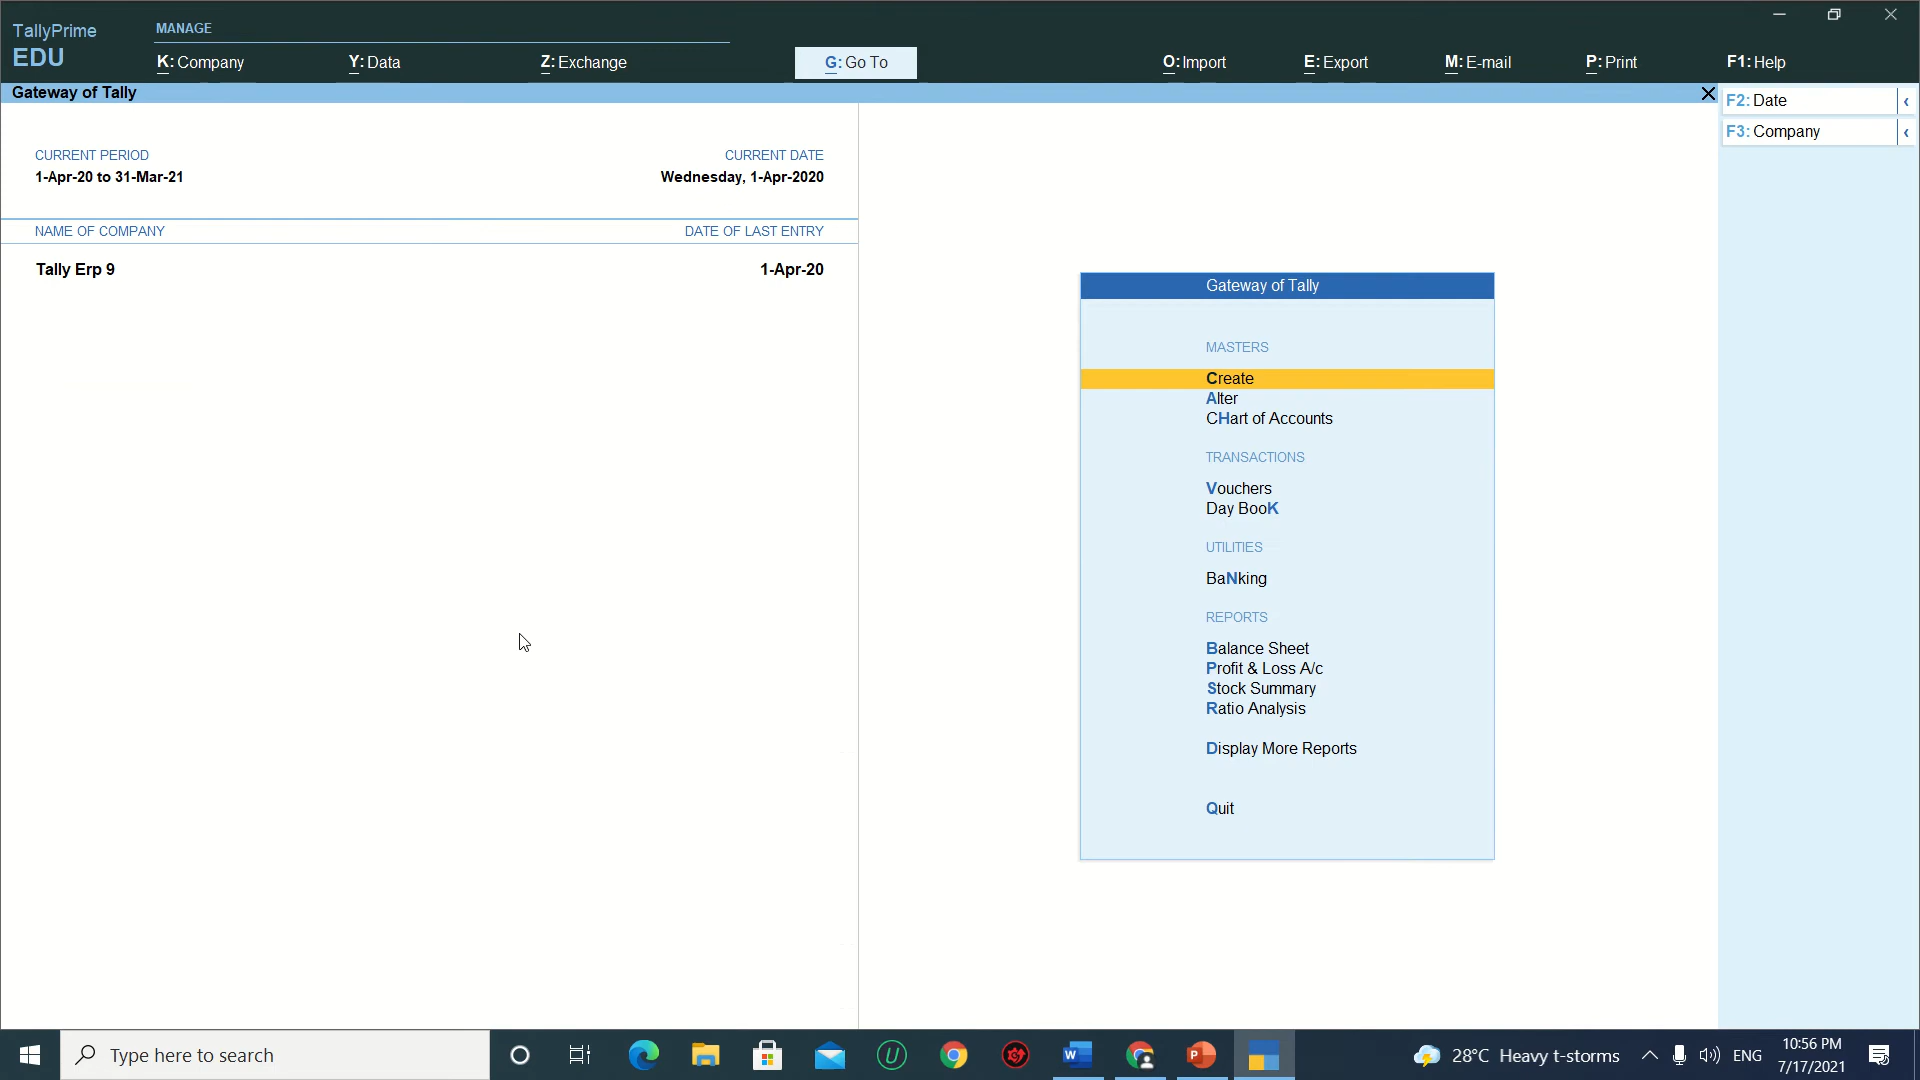 TallyPrime
EDU
MANAGE
K: Company
Y: Data
Z: Exchange
G: Go To
O: Import
E: Export
M: E-mail
P: Print
F1: Help
Gateway of Tally
F2: Date
F3: Company
CURRENT PERIOD
CURRENT DATE
1-Apr-20 to 31-Mar-21
Wednesday, 1-Apr-2020
NAME OF COMPANY
DATE OF LAST ENTRY
Tally Erp 9
1-Apr-20
Gateway of Tally
MASTERS
Create
Alter
CHart of Accounts
TRANSACTIONS
Vouchers
Day BooK
UTILITIES
BaNking
REPORTS
Balance Sheet
Profit & Loss A/c
Stock Summary
Ratio Analysis
Display More Reports
Quit
Type here to search
28°C Heavy t-storms
ENG
10:56 PM
7/17/2021